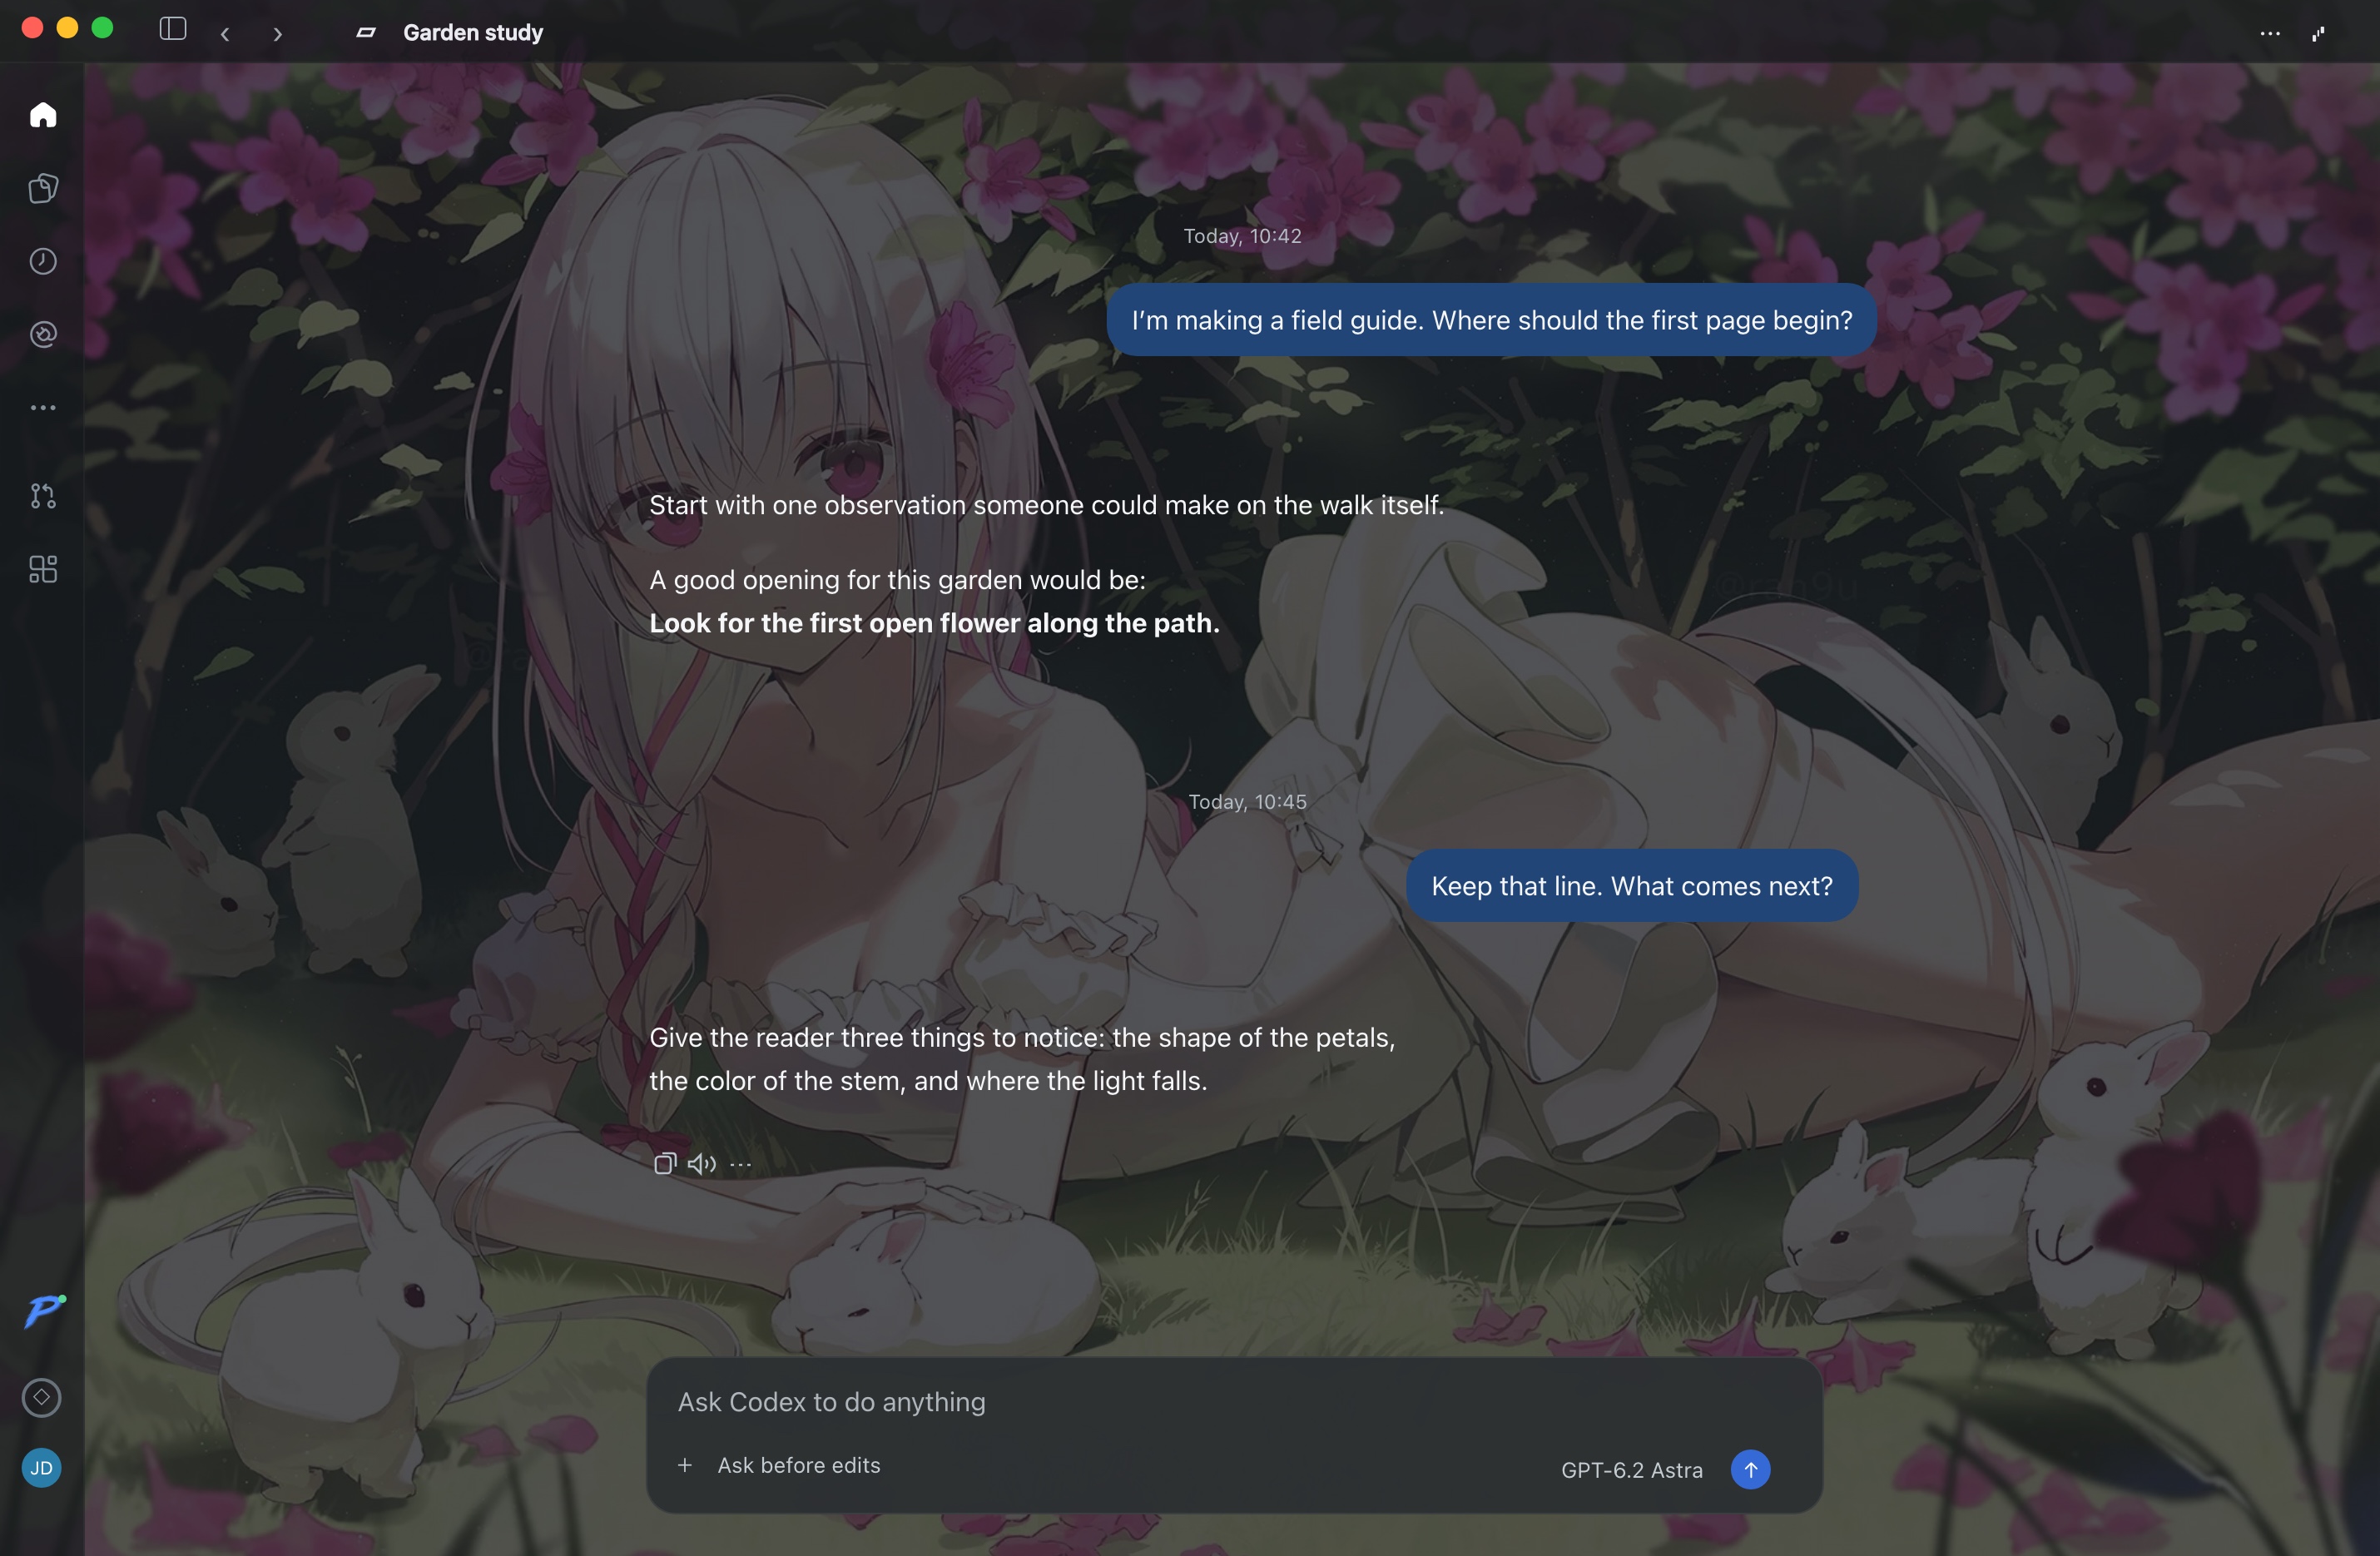 Garden study
Today, 10:42
I’m making a field guide. Where should the first page begin?
Start with one observation someone could make on the walk itself.
A good opening for this garden would be:
Look for the first open flower along the path.
Today, 10:45
Keep that line. What comes next?
Give the reader three things to notice: the shape of the petals,
the color of the stem, and where the light falls.
Ask Codex to do anything
Ask before edits
GPT-6.2 Astra
JD